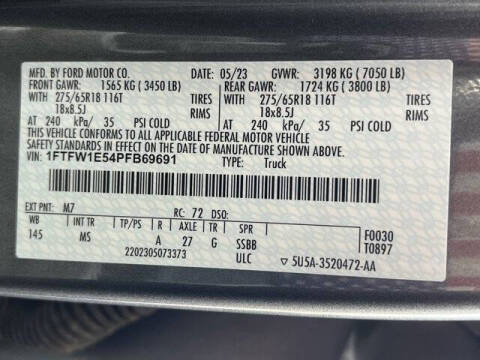 MFD. BY FORD MOTOR CO. 05/23 GVWR: 3198 KG ( 7050 LB)
FRONT GAWR: 1565 KG ( 3450 LB) REAR GAWR: 1724 KG ( 3800 LB)
WITH 275/65R18 116T TIRES WITH 275/65R18 116T TIRES
18x8.5J RIMS 18x8.5J RIMS
AT 240 kPa/ 35 PSI COLD AT 240 kPa/ 35 PSI COLD
THIS VEHICLE CONFORMS TO ALL APPLICABLE FEDERAL MOTOR VEHICLE
SAFETY STANDARDS IN EFFECT ON THE DATE OF MANUFACTURE SHOWN ABOVE.
VIN: 1FTFW1E54PFB69691 TYPE: Truck
EXT PNT: M7 RC: 72 DSO:
WB INT TR TP/PS R AXLE TR SPR F0030
145 MS A 27 G SSBB T0897
2202305073373 ULC 5U5A-3520472-AA